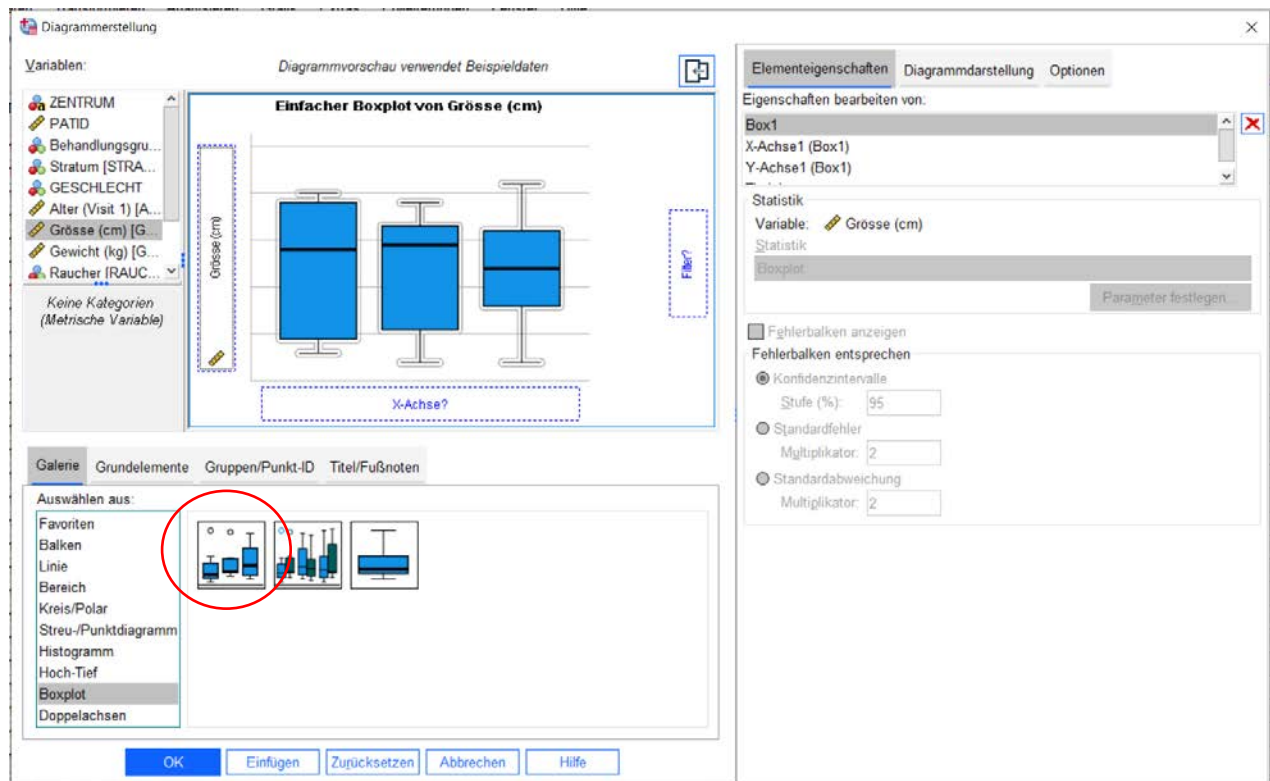 Diagrammerstellung
Variablen:
Diagrammvorschau verwendet Beispieldaten
ZENTRUM
PATID
Behandlungsgru...
Stratum [STRA...
GESCHLECHT
Alter (Visit 1) [A...
Grösse (cm) [G...
Gewicht (kg) [G...
Raucher [RAUC...
Keine Kategorien
(Metrische Variable)
Einfacher Boxplot von Grösse (cm)
Grösse (cm)
Filter?
X-Achse?
Galerie Grundelemente Gruppen/Punkt-ID Titel/Fußnoten
Auswählen aus:
Favoriten
Balken
Linie
Bereich
Kreis/Polar
Streu-/Punktdiagramm
Histogramm
Hoch-Tief
Boxplot
Doppelachsen
OK Einfügen Zurücksetzen Abbrechen Hilfe
Elementeigenschaften Diagrammdarstellung Optionen
Eigenschaften bearbeiten von:
Box1
X-Achse1 (Box1)
Y-Achse1 (Box1)
Statistik
Variable: Grösse (cm)
Statistik
Boxplot
Parameter festlegen...
Fehlerbalken anzeigen
Fehlerbalken entsprechen
Konfidenzintervalle
Stufe (%): 95
Standardfehler
Multiplikator: 2
Standardabweichung
Multiplikator: 2